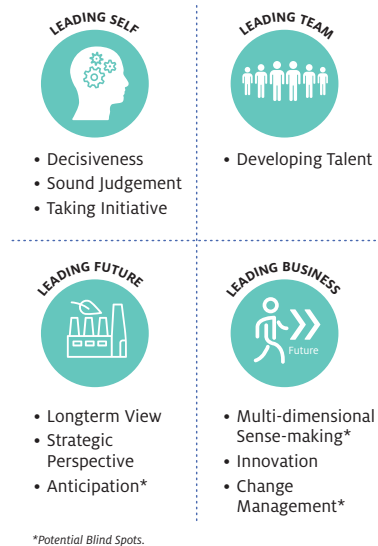 LEADING SELF
• Decisiveness
• Sound Judgement
• Taking Initiative
LEADING TEAM
• Developing Talent
LEADING FUTURE
• Longterm View
• Strategic
Perspective
• Anticipation*
LEADING BUSINESS
Future
• Multi-dimensional
Sense-making*
• Innovation
• Change
Management*
*Potential Blind Spots.